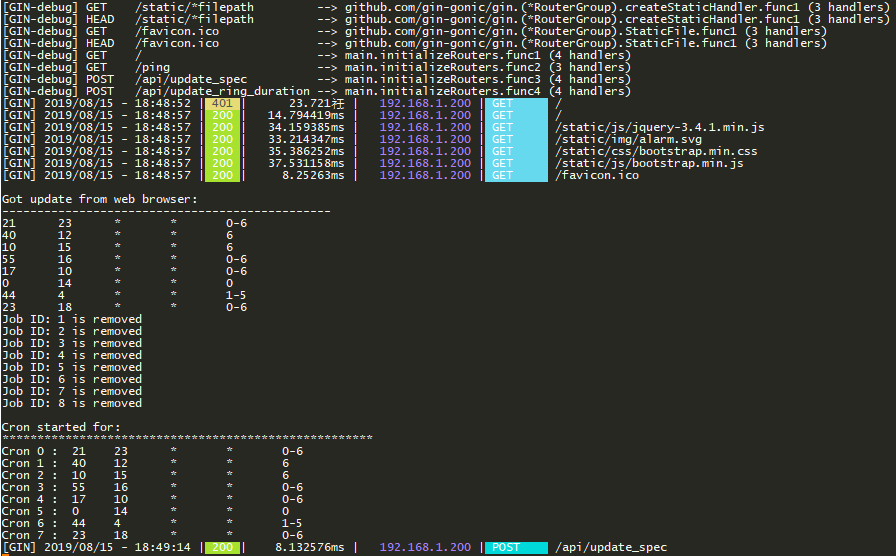 [GIN-debug] GET    /static/*filepath         --> github.com/gin-gonic/gin.(*RouterGroup).createStaticHandler.func1 (3 handlers)
[GIN-debug] HEAD   /static/*filepath         --> github.com/gin-gonic/gin.(*RouterGroup).createStaticHandler.func1 (3 handlers)
[GIN-debug] GET    /favicon.ico              --> github.com/gin-gonic/gin.(*RouterGroup).StaticFile.func1 (3 handlers)
[GIN-debug] HEAD   /favicon.ico              --> github.com/gin-gonic/gin.(*RouterGroup).StaticFile.func1 (3 handlers)
[GIN-debug] GET    /                         --> main.initializeRouters.func1 (4 handlers)
[GIN-debug] GET    /ping                     --> main.initializeRouters.func2 (3 handlers)
[GIN-debug] POST   /api/update_spec          --> main.initializeRouters.func3 (4 handlers)
[GIN-debug] POST   /api/update_ring_duration --> main.initializeRouters.func4 (4 handlers)
[GIN] 2019/08/15 - 18:48:52 | 401 |      23.721祍 |   192.168.1.200 | GET      /
[GIN] 2019/08/15 - 18:48:57 | 200 |   14.794419ms |   192.168.1.200 | GET      /
[GIN] 2019/08/15 - 18:48:57 | 200 |   34.159385ms |   192.168.1.200 | GET      /static/js/jquery-3.4.1.min.js
[GIN] 2019/08/15 - 18:48:57 | 200 |   33.214347ms |   192.168.1.200 | GET      /static/img/alarm.svg
[GIN] 2019/08/15 - 18:48:57 | 200 |   35.386252ms |   192.168.1.200 | GET      /static/css/bootstrap.min.css
[GIN] 2019/08/15 - 18:48:57 | 200 |   37.531158ms |   192.168.1.200 | GET      /static/js/bootstrap.min.js
[GIN] 2019/08/15 - 18:48:57 | 200 |     8.25263ms |   192.168.1.200 | GET      /favicon.ico
Got update from web browser:
-----------------------------------------------
21      23      *       *       0-6
40      12      *       *       6
10      15      *       *       6
55      16      *       *       0-6
17      10      *       *       0-6
0       14      *       *       0
44      4       *       *       1-5
23      18      *       *       0-6
Job ID: 1 is removed
Job ID: 2 is removed
Job ID: 3 is removed
Job ID: 4 is removed
Job ID: 5 is removed
Job ID: 6 is removed
Job ID: 7 is removed
Job ID: 8 is removed
Cron started for:
*****************************************************
Cron 0 :  21    23      *       *       0-6
Cron 1 :  40    12      *       *       6
Cron 2 :  10    15      *       *       6
Cron 3 :  55    16      *       *       0-6
Cron 4 :  17    10      *       *       0-6
Cron 5 :  0     14      *       *       0
Cron 6 :  44    4       *       *       1-5
Cron 7 :  23    18      *       *       0-6
[GIN] 2019/08/15 - 18:49:14 | 200 |    8.132576ms |   192.168.1.200 | POST     /api/update_spec